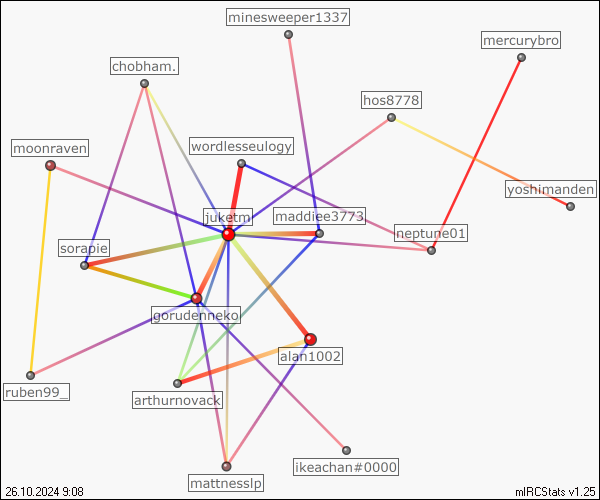 minesweeper1337
mercurybro
chobham.
hos8778
moonraven
wordlesseulogy
yoshimanden
juketm
maddiee3773
neptune01
sorapie
gorudenneko
alan1002
ruben99_
arthurnovack
ikeachan#0000
mattnesslp
26.10.2024 9:08
mIRCStats v1.25